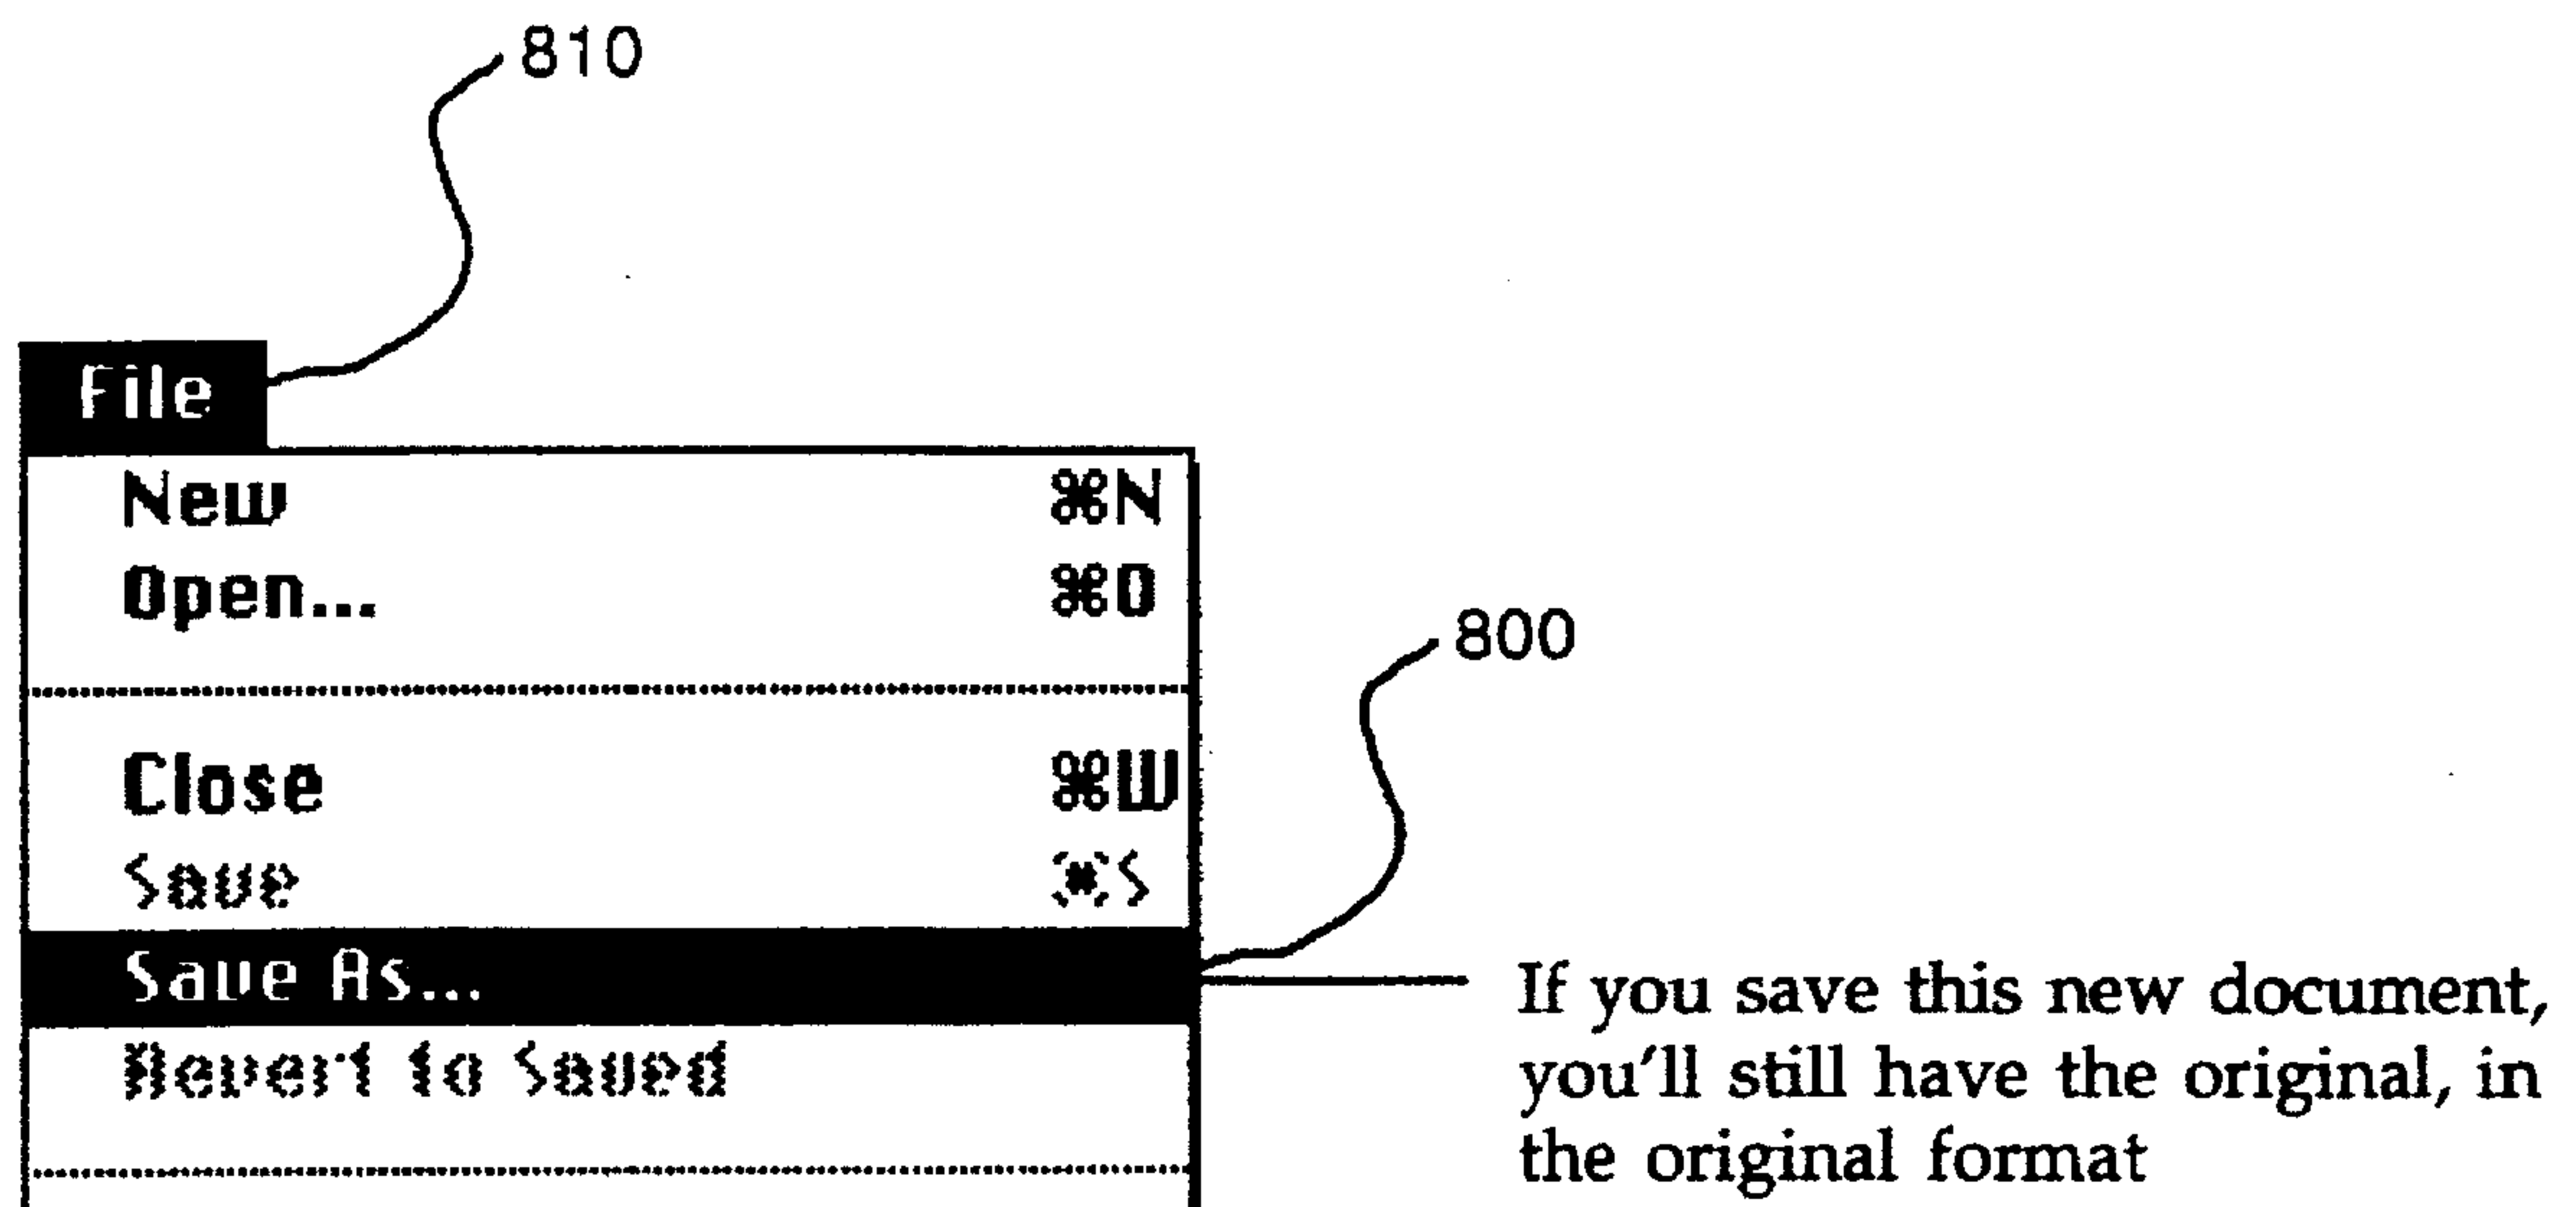 810
File
New ⌘N
Open... ⌘O
800
Close ⌘W
Save ⌘S
Save As...
If you save this new document,
Revert to Saved
you'll still have the original, in
the original format